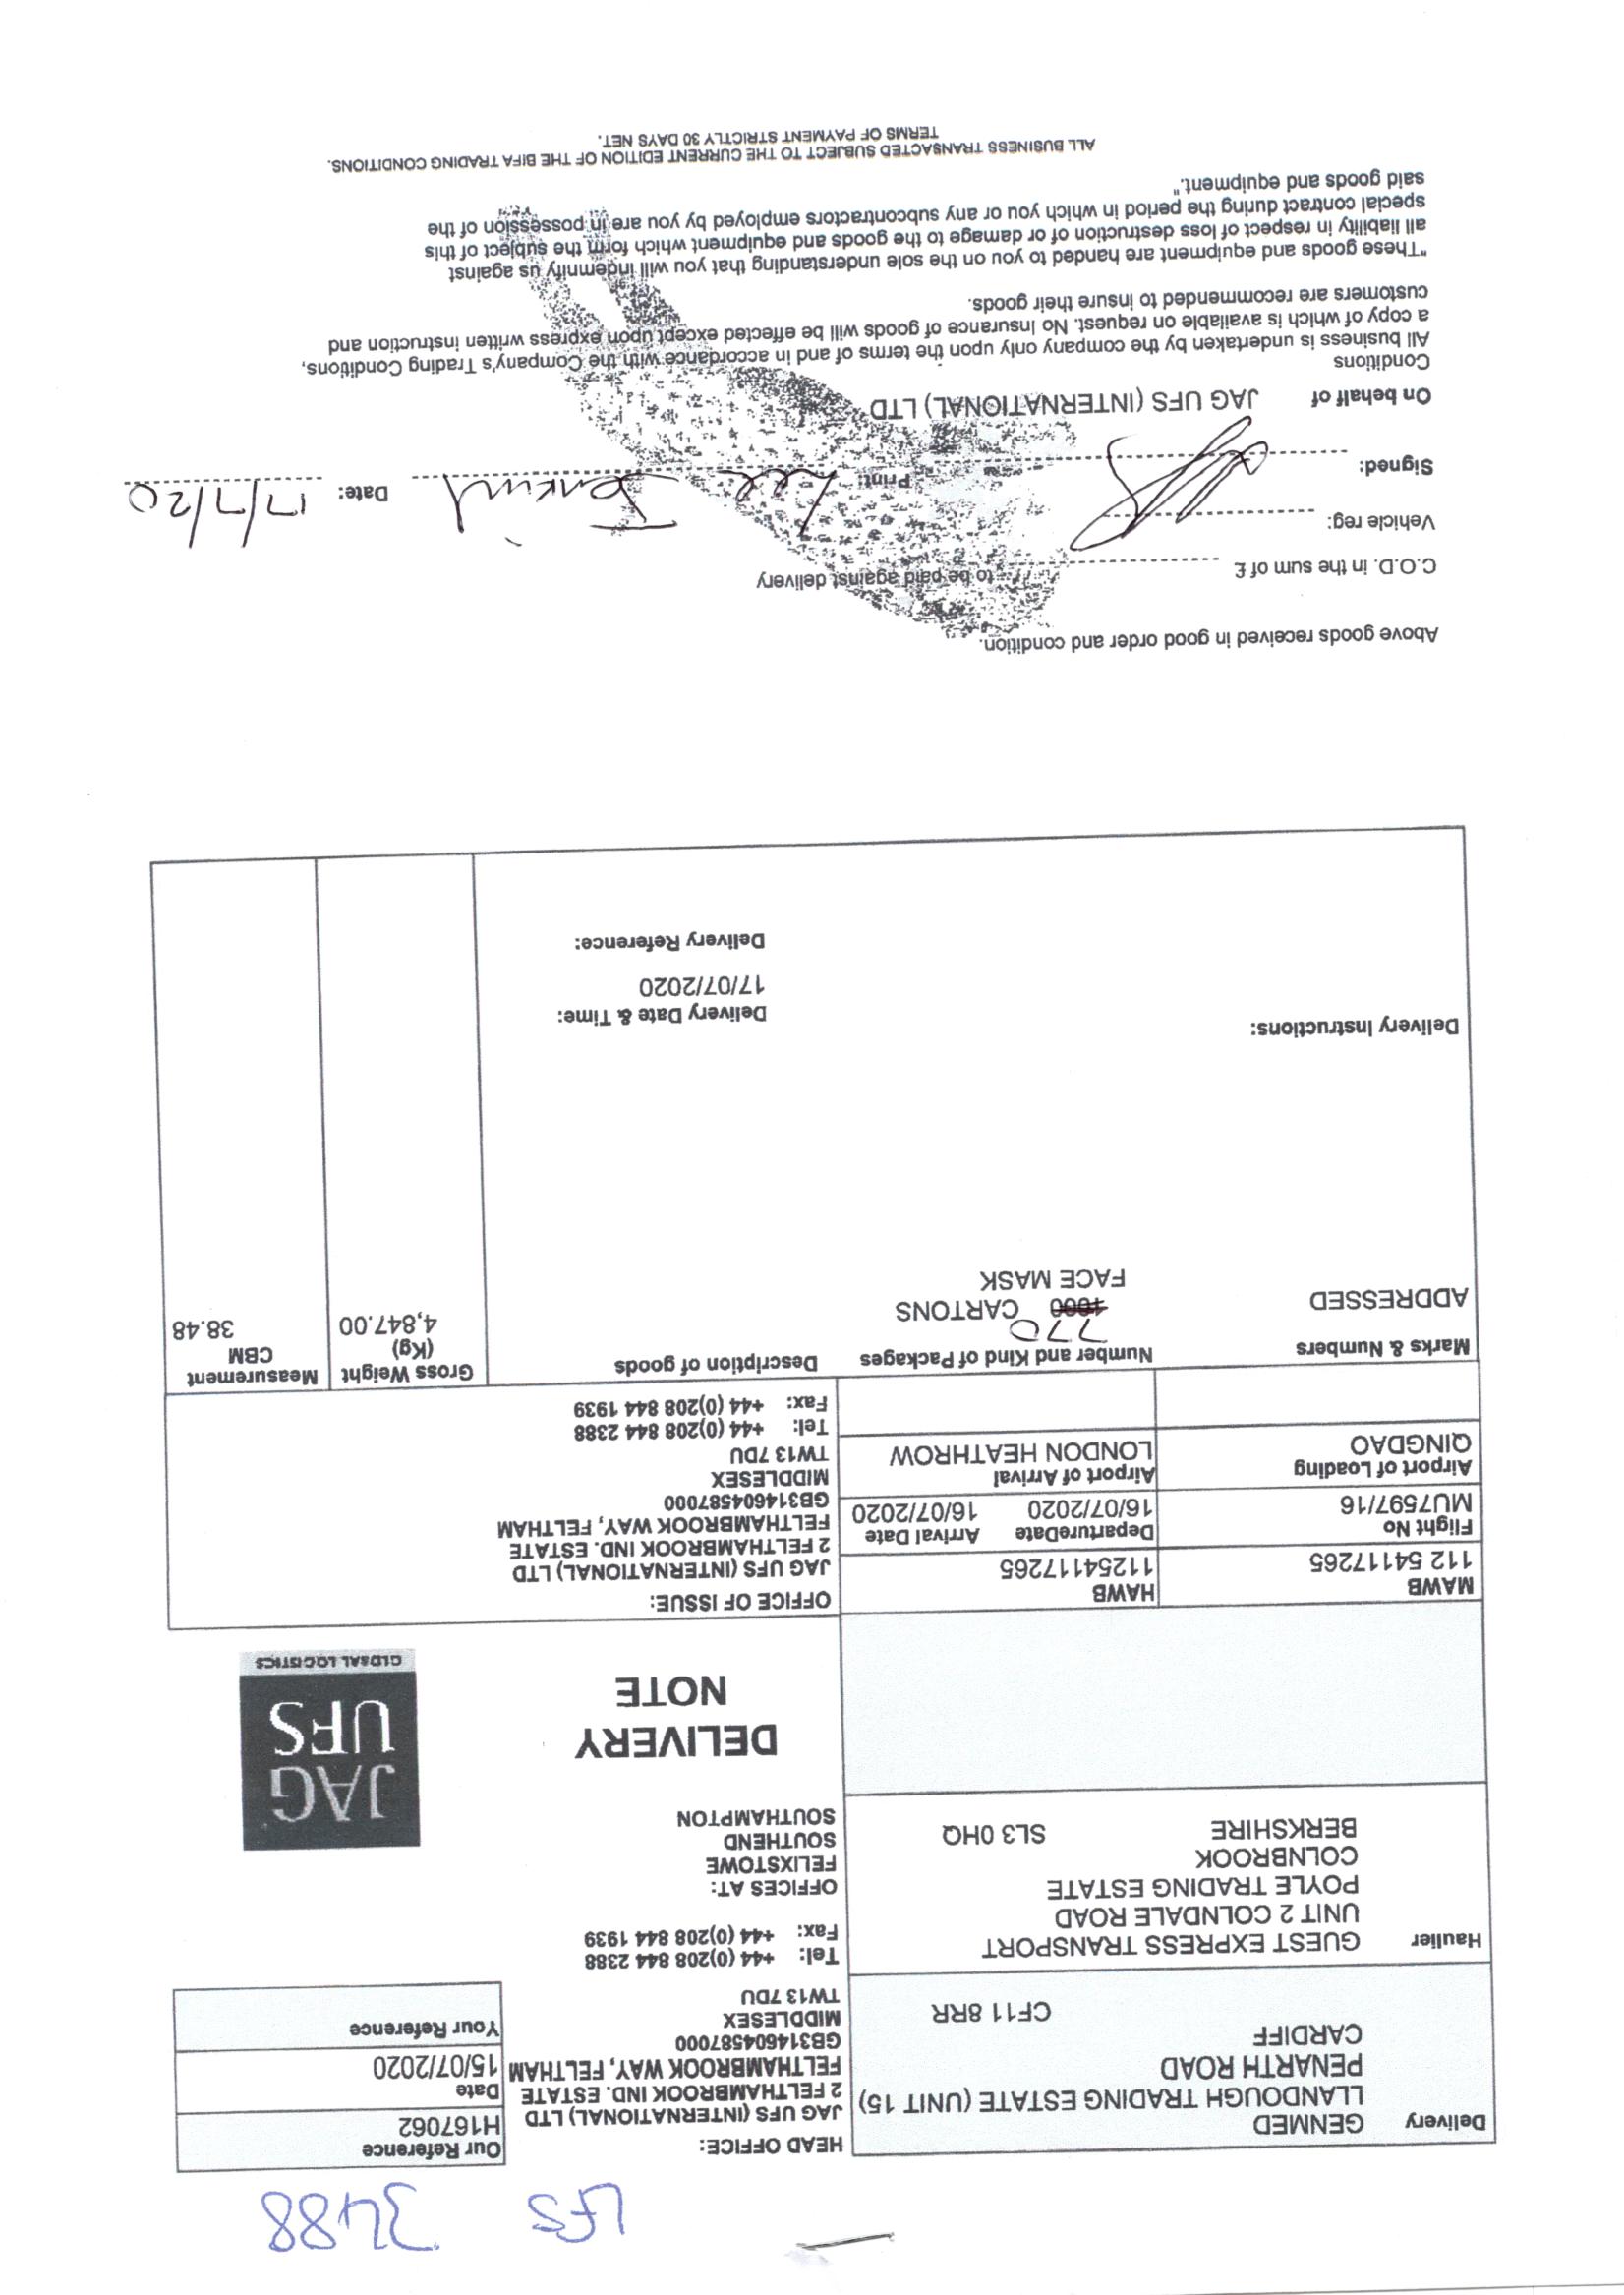 LFS 3488
Delivery
GENMED
LLANDOUGH TRADING ESTATE (UNIT 15)
PENARTH ROAD
CARDIFF
CF11 8RR
HEAD OFFICE:
JAG UFS (INTERNATIONAL) LTD
2 FELTHAMBROOK IND. ESTATE
FELTHAMBROOK WAY, FELTHAM
GB314604587000
MIDDLESEX
TW13 7DU
Tel: +44 (0)208 844 2388
Fax: +44 (0)208 844 1939
Our Reference
H167062
Date
15/07/2020
Your Reference
Haulier
GUEST EXPRESS TRANSPORT
UNIT 2 COLNDALE ROAD
POYLE TRADING ESTATE
COLNBROOK
BERKSHIRE SL3 0HQ
OFFICES AT:
FELIXSTOWE
SOUTHEND
SOUTHAMPTON
JAG
UFS
GLOBAL LOGISTICS
DELIVERY
NOTE
MAWB
112 54117265
HAWB
11254117265
OFFICE OF ISSUE:
JAG UFS (INTERNATIONAL) LTD
2 FELTHAMBROOK IND. ESTATE
FELTHAMBROOK WAY, FELTHAM
GB314604587000
MIDDLESEX
TW13 7DU
Tel: +44 (0)208 844 2388
Fax: +44 (0)208 844 1939
Flight No
MU7597/16
DepartureDate Arrival Date
16/07/2020 16/07/2020
Airport of Loading
QINGDAO
Airport of Arrival
LONDON HEATHROW
Marks & Numbers Number and Kind of Packages Description of goods
Gross Weight
(Kg)
4,847.00
Measurement
CBM
38.48
ADDRESSED
770
CARTONS
FACE MASK
Delivery Instructions:
Delivery Date & Time:
17/07/2020
Delivery Reference:
Above goods received in good order and condition.
C.O.D. in the sum of £ to be paid against delivery
Vehicle reg:
Signed: Print: Lee Jenkins Date: 17/7/20
On behalf of JAG UFS (INTERNATIONAL) LTD
Conditions
All business is undertaken by the company only upon the terms of and in accordance with the Company's Trading Conditions,
a copy of which is available on request. No Insurance of goods will be effected except upon express written instruction and
customers are recommended to insure their goods.
"These goods and equipment are handed to you on the sole understanding that you will indemnify us against
all liability in respect of loss destruction of or damage to the goods and equipment which form the subject of this
special contract during the period in which you or any subcontractors employed by you are in possession of the
said goods and equipment."
ALL BUSINESS TRANSACTED SUBJECT TO THE CURRENT EDITION OF THE BIFA TRADING CONDITIONS.
TERMS OF PAYMENT STRICTLY 30 DAYS NET.